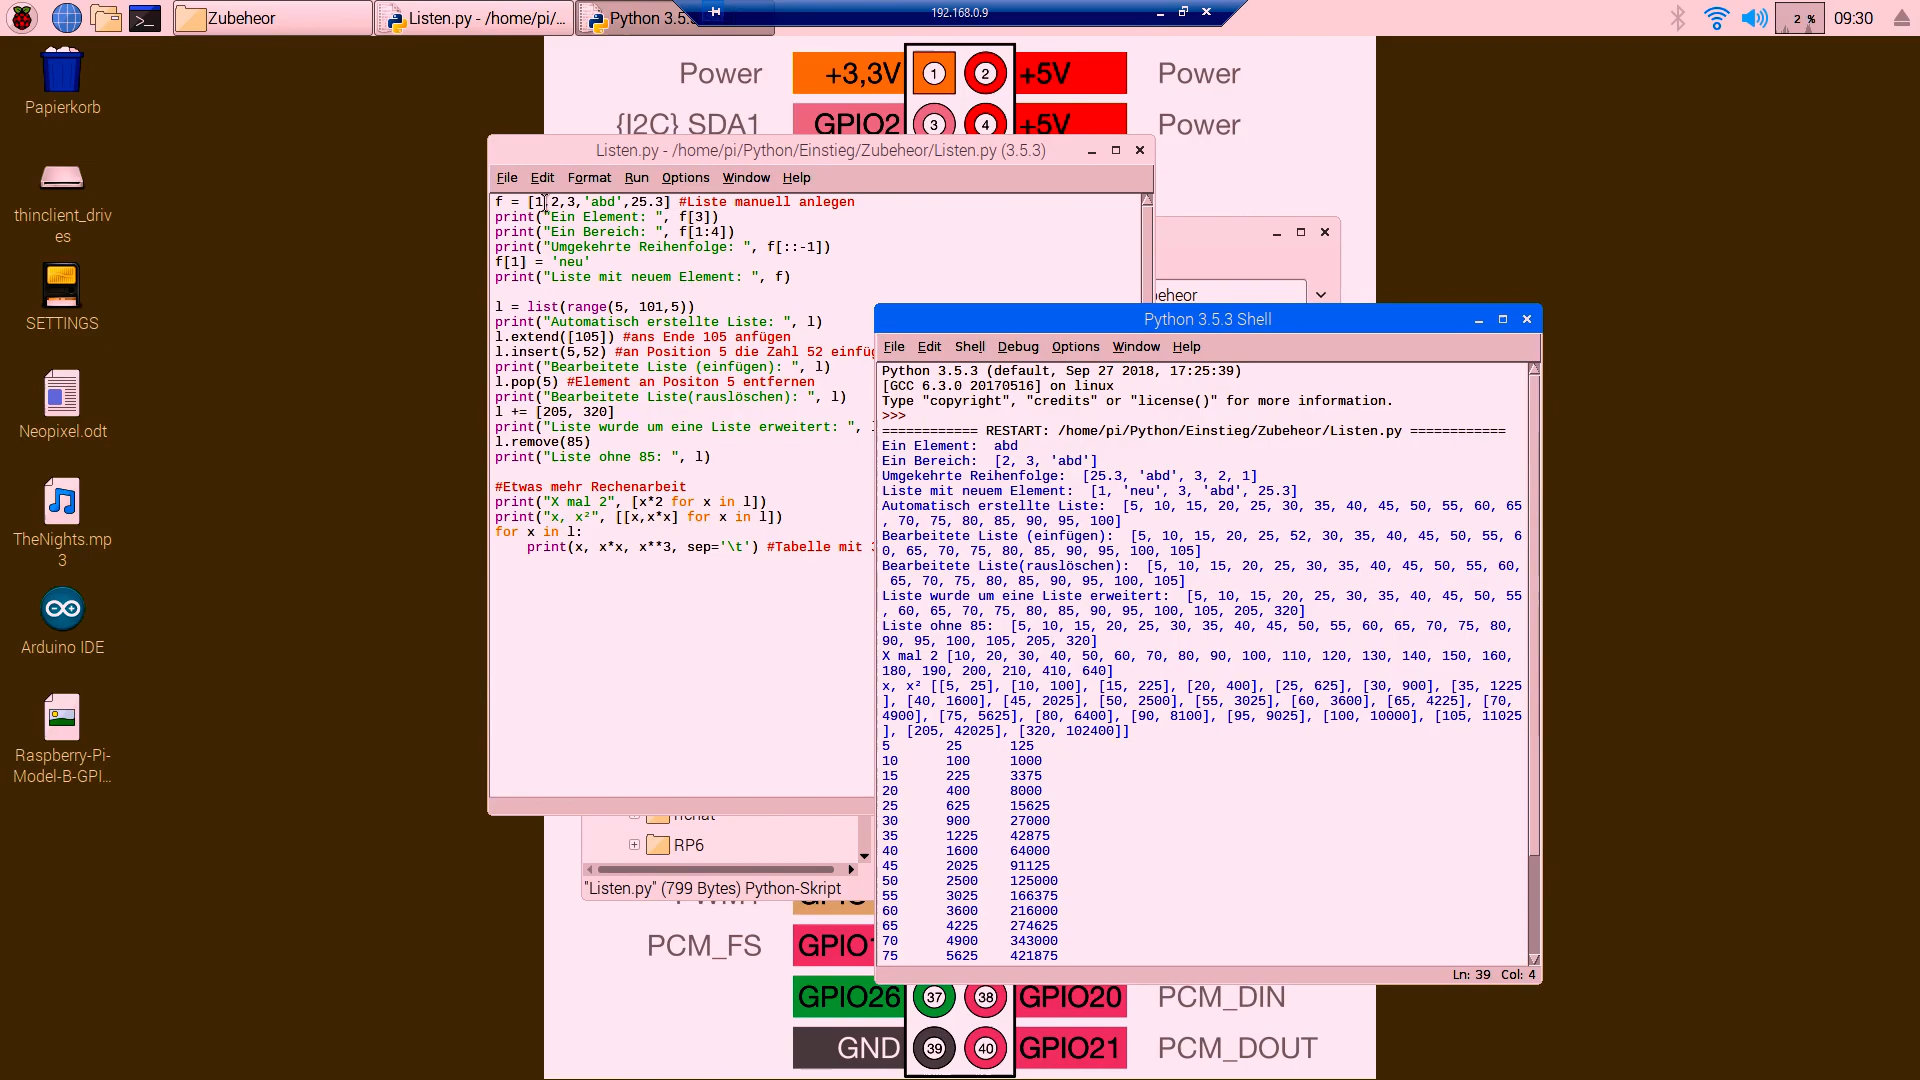 Zubeheor
Listen.py - /home/pi/...
Python 3.5.
192.168.0.9
2 %
09:30
Papierkorb
thinclient_driv
es
SETTINGS
Neopixel.odt
TheNights.mp
3
Arduino IDE
Raspberry-Pi-
Model-B-GPI...
Power +3,3V 1 2 +5V Power
{I2C} SDA1 GPIO2 3 4 +5V Power
Listen.py - /home/pi/Python/Einstieg/Zubeheor/Listen.py (3.5.3)
File Edit Format Run Options Window Help
f = [1,2,3,'abd',25.3] #Liste manuell anlegen
print("Ein Element: ", f[3])
print("Ein Bereich: ", f[1:4])
print("Umgekehrte Reihenfolge: ", f[::-1])
f[1] = 'neu'
print("Liste mit neuem Element: ", f)
l = list(range(5, 101,5))
print("Automatisch erstellte Liste: ", l)
l.extend([105]) #ans Ende 105 anfügen
l.insert(5,52) #an Position 5 die Zahl 52 einfüg
print("Bearbeitete Liste (einfügen): ", l)
l.pop(5) #Element an Positon 5 entfernen
print("Bearbeitete Liste(rauslöschen): ", l)
l += [205, 320]
print("Liste wurde um eine Liste erweitert: ",
l.remove(85)
print("Liste ohne 85: ", l)
#Etwas mehr Rechenarbeit
print("X mal 2", [x*2 for x in l])
print("x, x²", [[x,x*x] for x in l])
for x in l:
print(x, x*x, x**3, sep='\t') #Tabelle mit 3
eheor
Python 3.5.3 Shell
File Edit Shell Debug Options Window Help
Python 3.5.3 (default, Sep 27 2018, 17:25:39)
[GCC 6.3.0 20170516] on linux
Type "copyright", "credits" or "license()" for more information.
>>>
============ RESTART: /home/pi/Python/Einstieg/Zubeheor/Listen.py ============
Ein Element:  abd
Ein Bereich:  [2, 3, 'abd']
Umgekehrte Reihenfolge:  [25.3, 'abd', 3, 2, 1]
Liste mit neuem Element:  [1, 'neu', 3, 'abd', 25.3]
Automatisch erstellte Liste:  [5, 10, 15, 20, 25, 30, 35, 40, 45, 50, 55, 60, 65
, 70, 75, 80, 85, 90, 95, 100]
Bearbeitete Liste (einfügen):  [5, 10, 15, 20, 25, 52, 30, 35, 40, 45, 50, 55, 6
0, 65, 70, 75, 80, 85, 90, 95, 100, 105]
Bearbeitete Liste(rauslöschen):  [5, 10, 15, 20, 25, 30, 35, 40, 45, 50, 55, 60,
65, 70, 75, 80, 85, 90, 95, 100, 105]
Liste wurde um eine Liste erweitert:  [5, 10, 15, 20, 25, 30, 35, 40, 45, 50, 55
, 60, 65, 70, 75, 80, 85, 90, 95, 100, 105, 205, 320]
Liste ohne 85:  [5, 10, 15, 20, 25, 30, 35, 40, 45, 50, 55, 60, 65, 70, 75, 80,
90, 95, 100, 105, 205, 320]
X mal 2 [10, 20, 30, 40, 50, 60, 70, 80, 90, 100, 110, 120, 130, 140, 150, 160,
180, 190, 200, 210, 410, 640]
x, x² [[5, 25], [10, 100], [15, 225], [20, 400], [25, 625], [30, 900], [35, 1225
], [40, 1600], [45, 2025], [50, 2500], [55, 3025], [60, 3600], [65, 4225], [70,
4900], [75, 5625], [80, 6400], [90, 8100], [95, 9025], [100, 10000], [105, 11025
], [205, 42025], [320, 102400]]
5 25 125
10 100 1000
15 225 3375
20 400 8000
25 625 15625
30 900 27000
35 1225 42875
40 1600 64000
45 2025 91125
50 2500 125000
55 3025 166375
60 3600 216000
65 4225 274625
70 4900 343000
75 5625 421875
Ln: 39 Col: 4
RP6
"Listen.py" (799 Bytes) Python-Skript
PCM_FS GPIO1
GPIO26 37 38 GPIO20 PCM_DIN
GND 39 40 GPIO21 PCM_DOUT